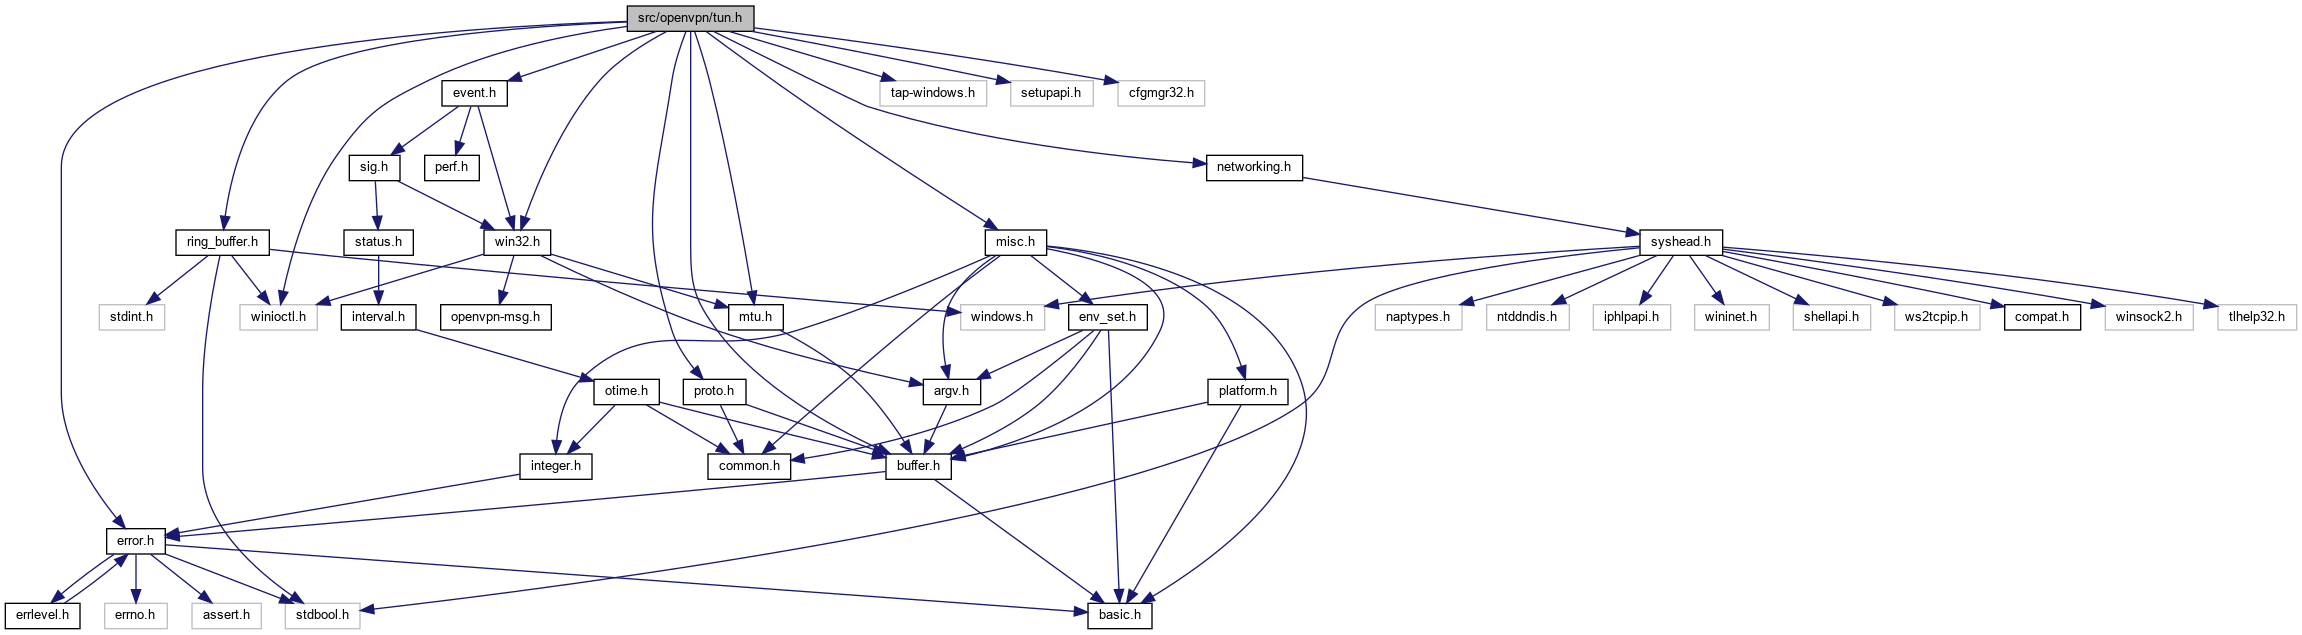 src/openvpn/tun.h
event.h
tap-windows.h
setupapi.h
cfgmgr32.h
sig.h
perf.h
networking.h
ring_buffer.h
status.h
win32.h
misc.h
syshead.h
stdint.h
winioctl.h
interval.h
openvpn-msg.h
mtu.h
windows.h
env_set.h
naptypes.h
ntddndis.h
iphlpapi.h
wininet.h
shellapi.h
ws2tcpip.h
compat.h
winsock2.h
tlhelp32.h
otime.h
proto.h
argv.h
platform.h
integer.h
common.h
buffer.h
error.h
errlevel.h
errno.h
assert.h
stdbool.h
basic.h